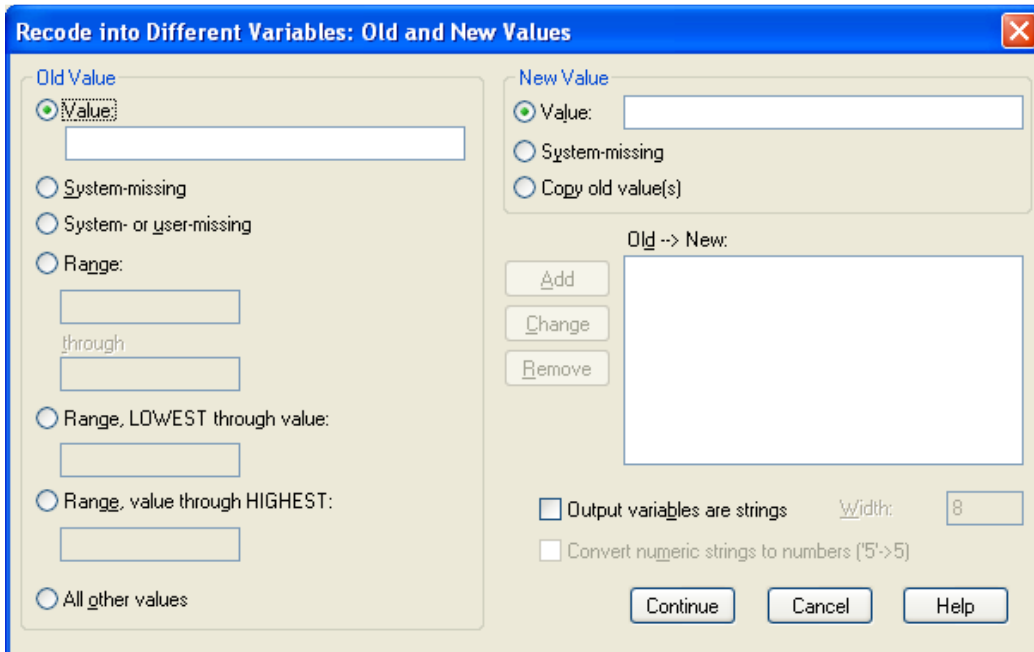 Recode into Different Variables: Old and New Values
Old Value
Value:
System-missing
System- or user-missing
Range:
through
Range, LOWEST through value:
Range, value through HIGHEST:
All other values
New Value
Value:
System-missing
Copy old value(s)
Old --> New:
Add
Change
Remove
Output variables are strings Width: 8
Convert numeric strings to numbers ('5'->5)
Continue Cancel Help